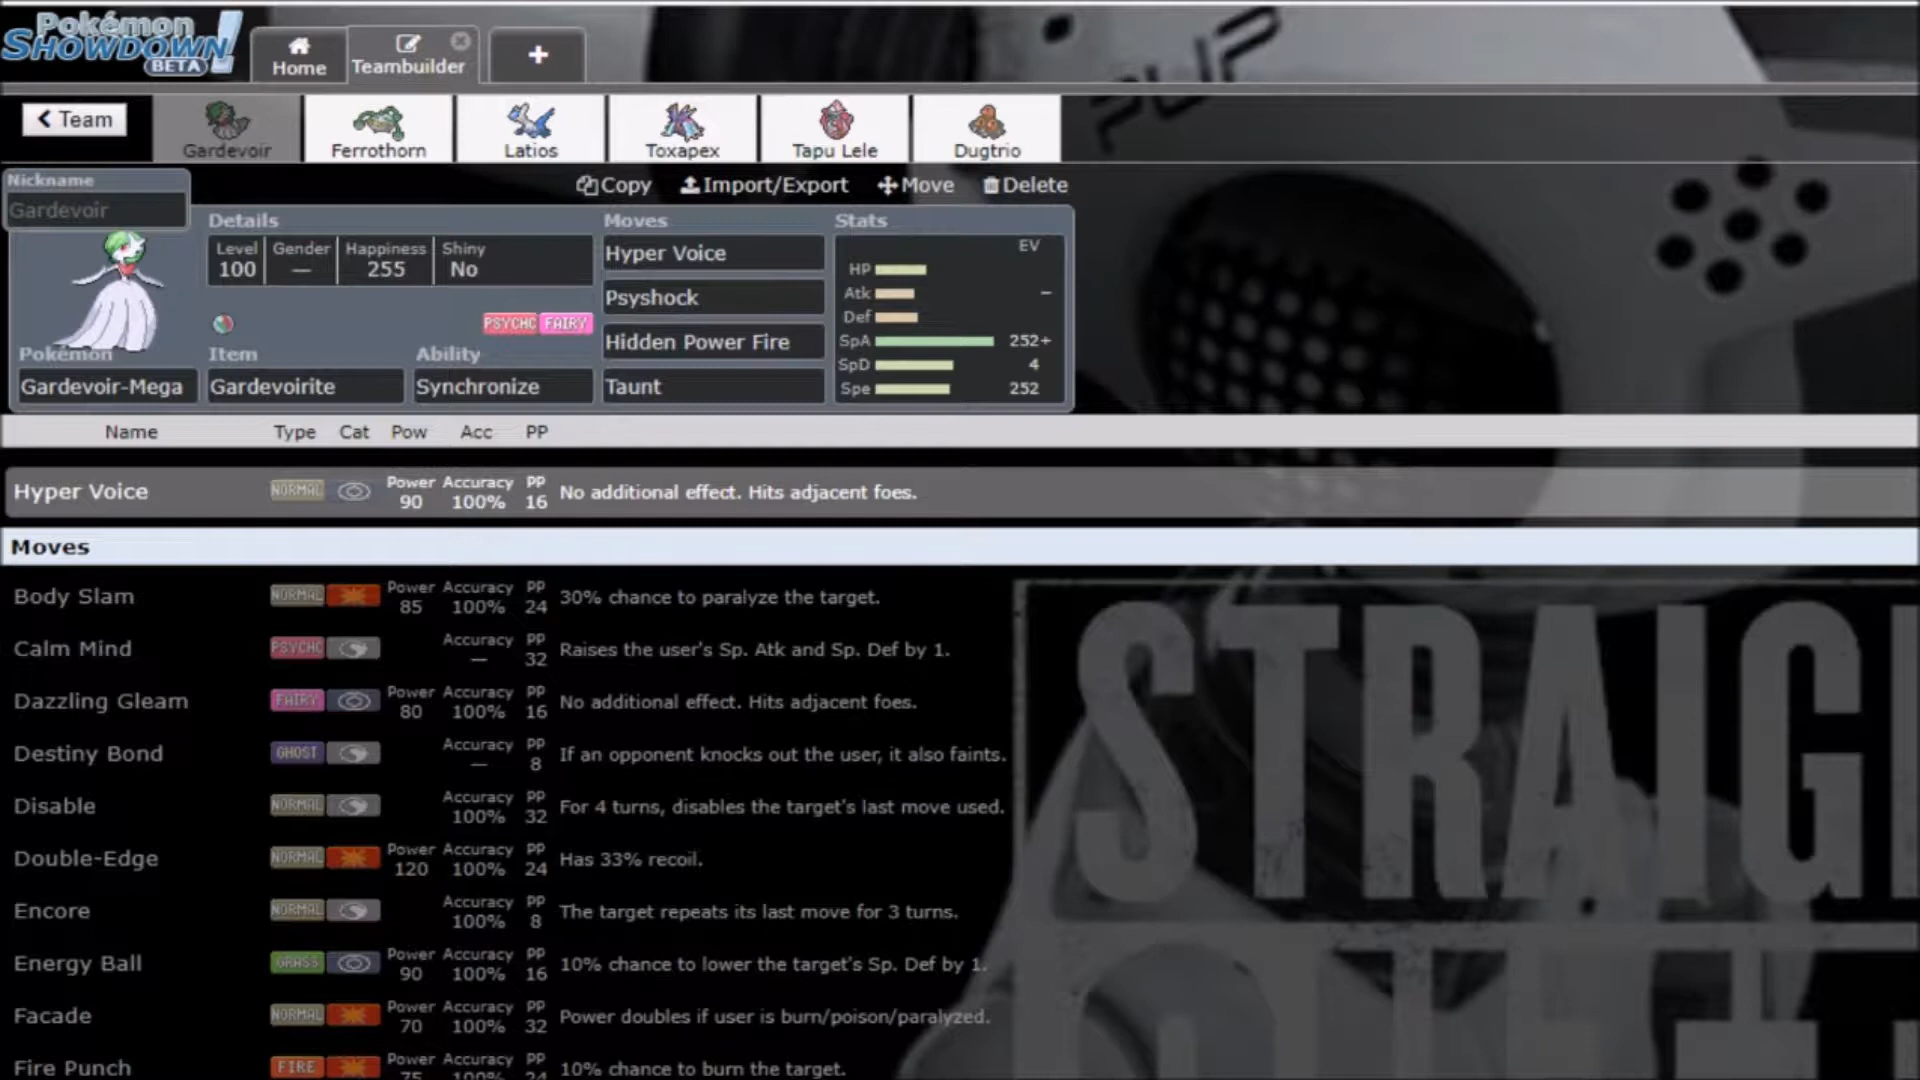 Pokémon
SHOWDOWN!
BETA
Home
Teambuilder
+
PUP
< Team
Gardevoir
Ferrothorn
Latios
Toxapex
Tapu Lele
Dugtrio
Copy Import/Export Move Delete
Nickname
Gardevoir
Details
Level Gender Happiness Shiny
100 — 255 No
PSYCHC FAIRY
Pokémon Item Ability
Gardevoir-Mega Gardevoirite Synchronize
Moves
Hyper Voice
Psyshock
Hidden Power Fire
Taunt
Stats
EV
HP
Atk –
Def
SpA 252+
SpD 4
Spe 252
Name Type Cat Pow Acc PP
Hyper Voice NORMAL Power 90 Accuracy 100% PP 16 No additional effect. Hits adjacent foes.
Moves
Body Slam NORMAL Power 85 Accuracy 100% PP 24 30% chance to paralyze the target.
Calm Mind PSYCHC Accuracy — PP 32 Raises the user's Sp. Atk and Sp. Def by 1.
Dazzling Gleam FAIRY Power 80 Accuracy 100% PP 16 No additional effect. Hits adjacent foes.
Destiny Bond GHOST Accuracy — PP 8 If an opponent knocks out the user, it also faints.
Disable NORMAL Accuracy 100% PP 32 For 4 turns, disables the target's last move used.
Double-Edge NORMAL Power 120 Accuracy 100% PP 24 Has 33% recoil.
Encore NORMAL Accuracy 100% PP 8 The target repeats its last move for 3 turns.
Energy Ball GRASS Power 90 Accuracy 100% PP 16 10% chance to lower the target's Sp. Def by 1.
Facade NORMAL Power 70 Accuracy 100% PP 32 Power doubles if user is burn/poison/paralyzed.
Fire Punch FIRE Power 75 Accuracy 100% PP 24 10% chance to burn the target.
STRAIG